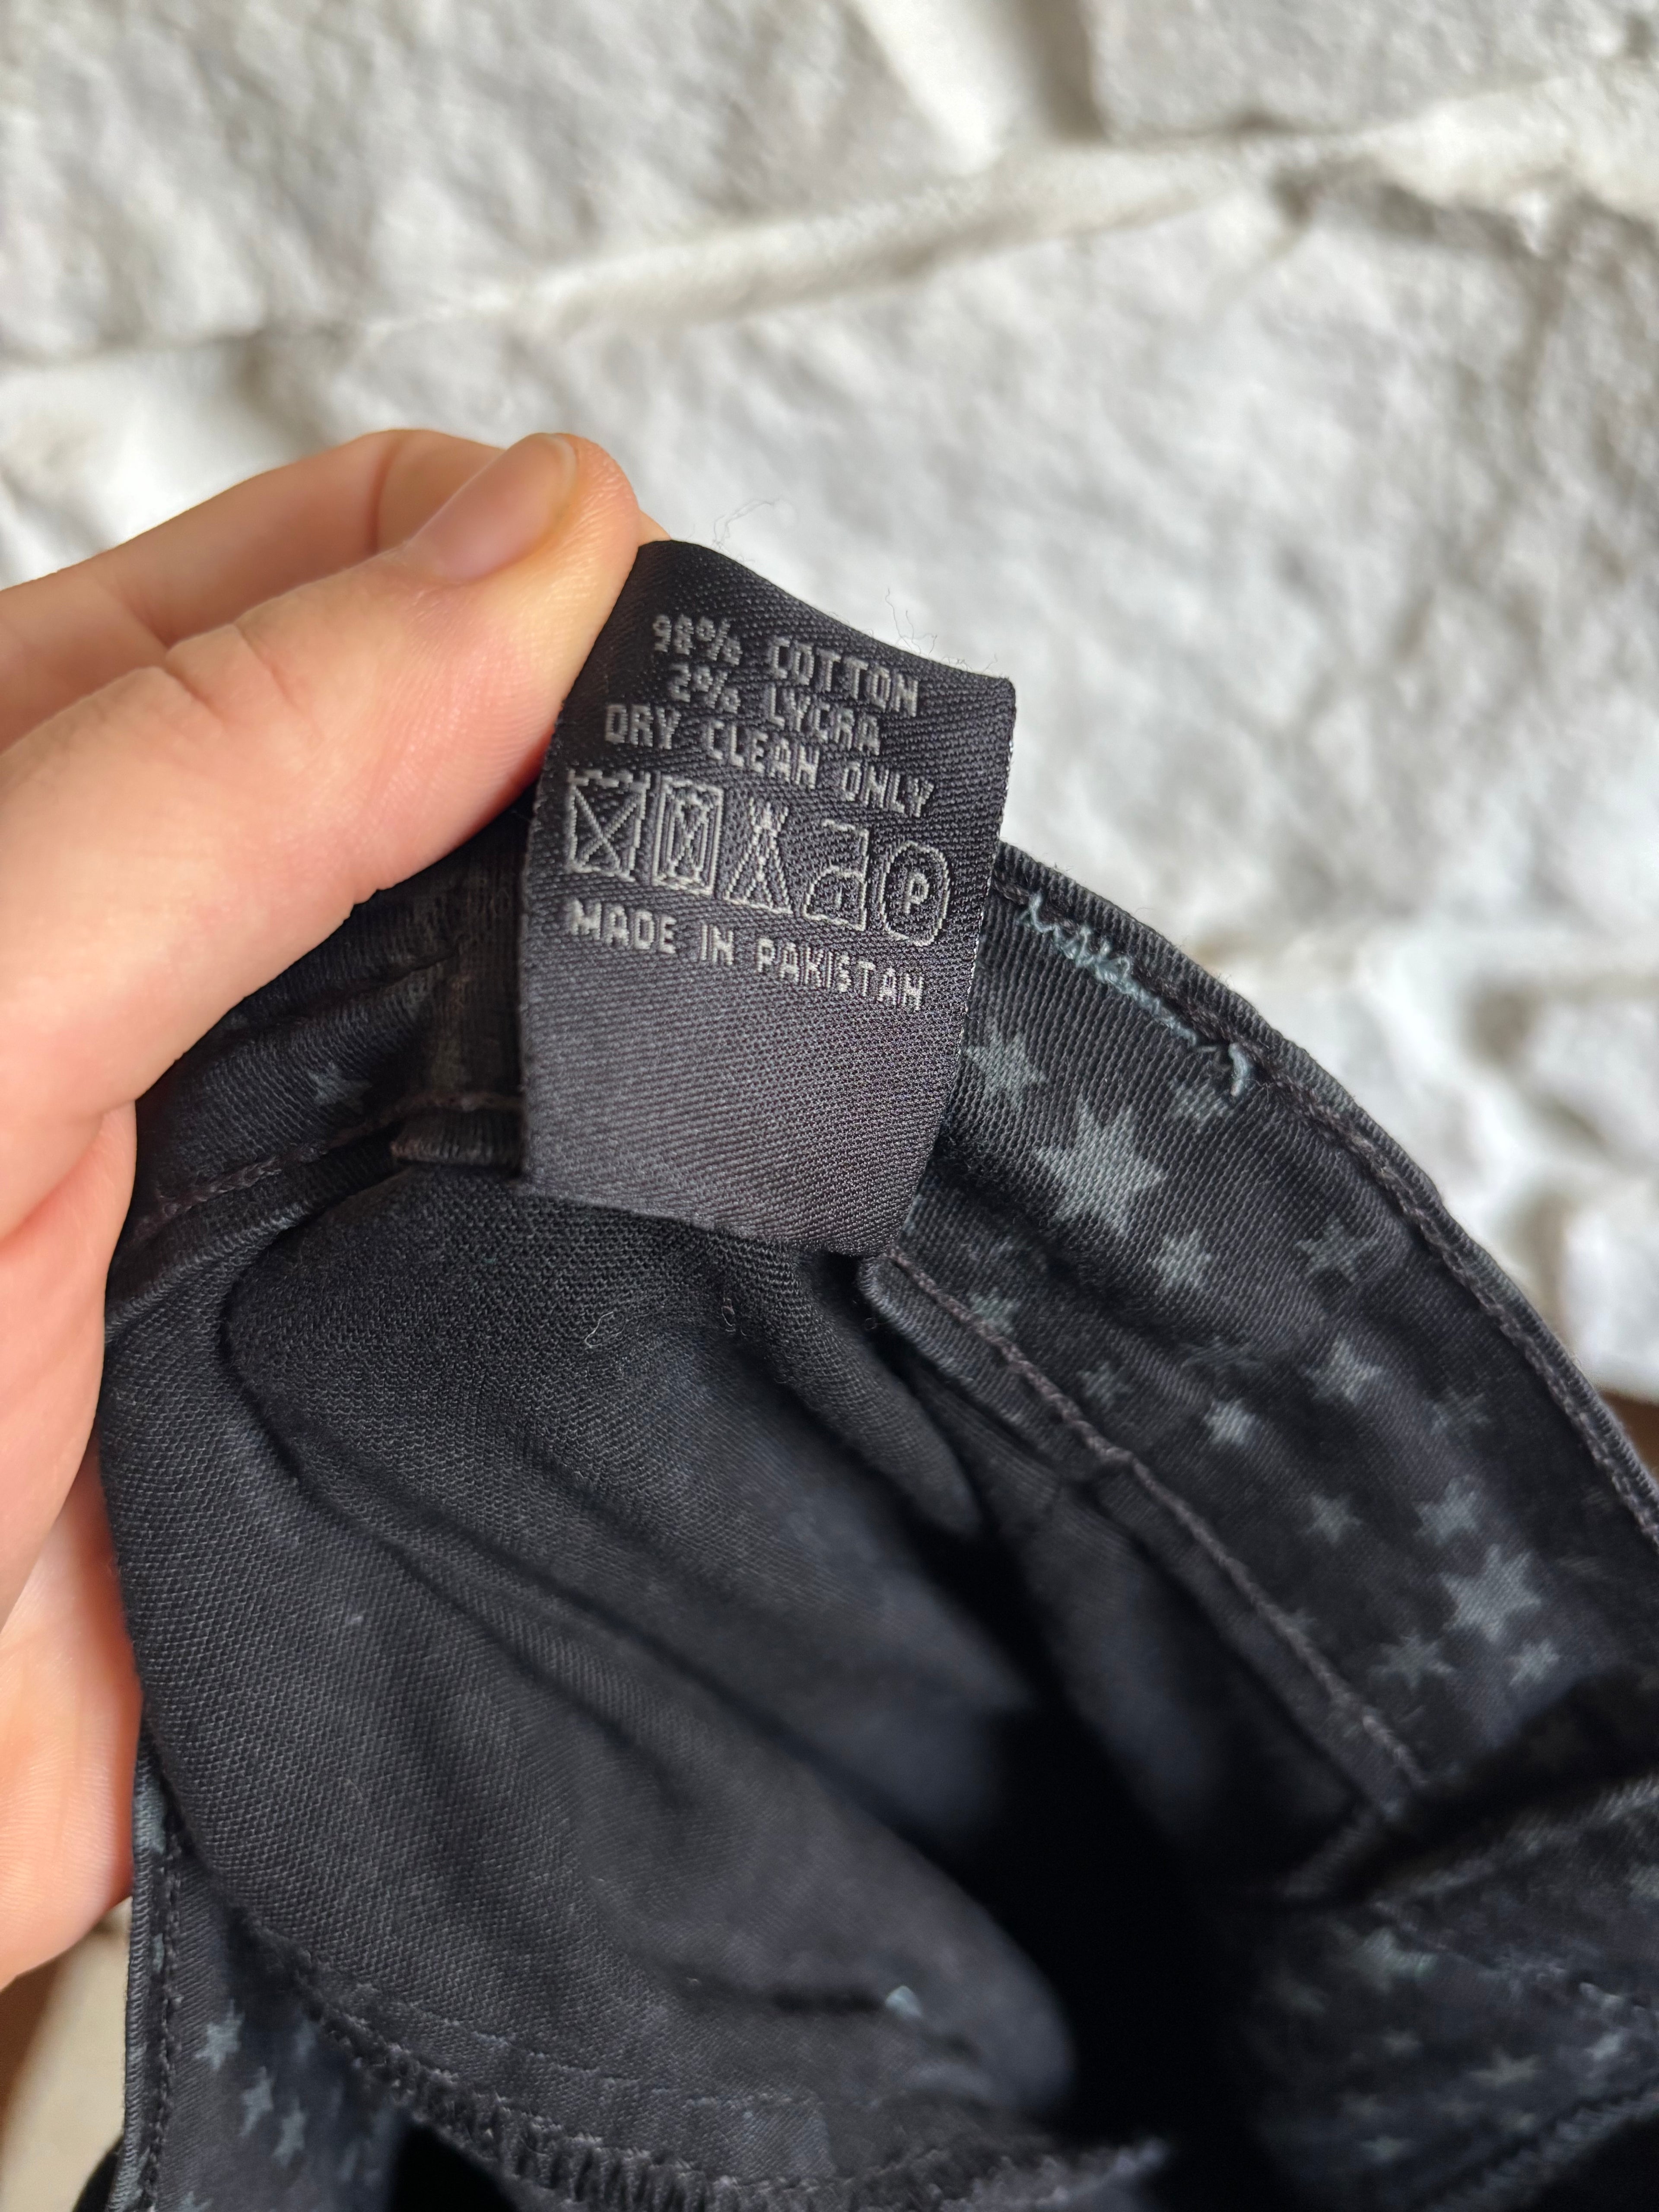 98% COTTON
2% LYCRA
DRY CLEAN ONLY
P
MADE IN PAKISTAN